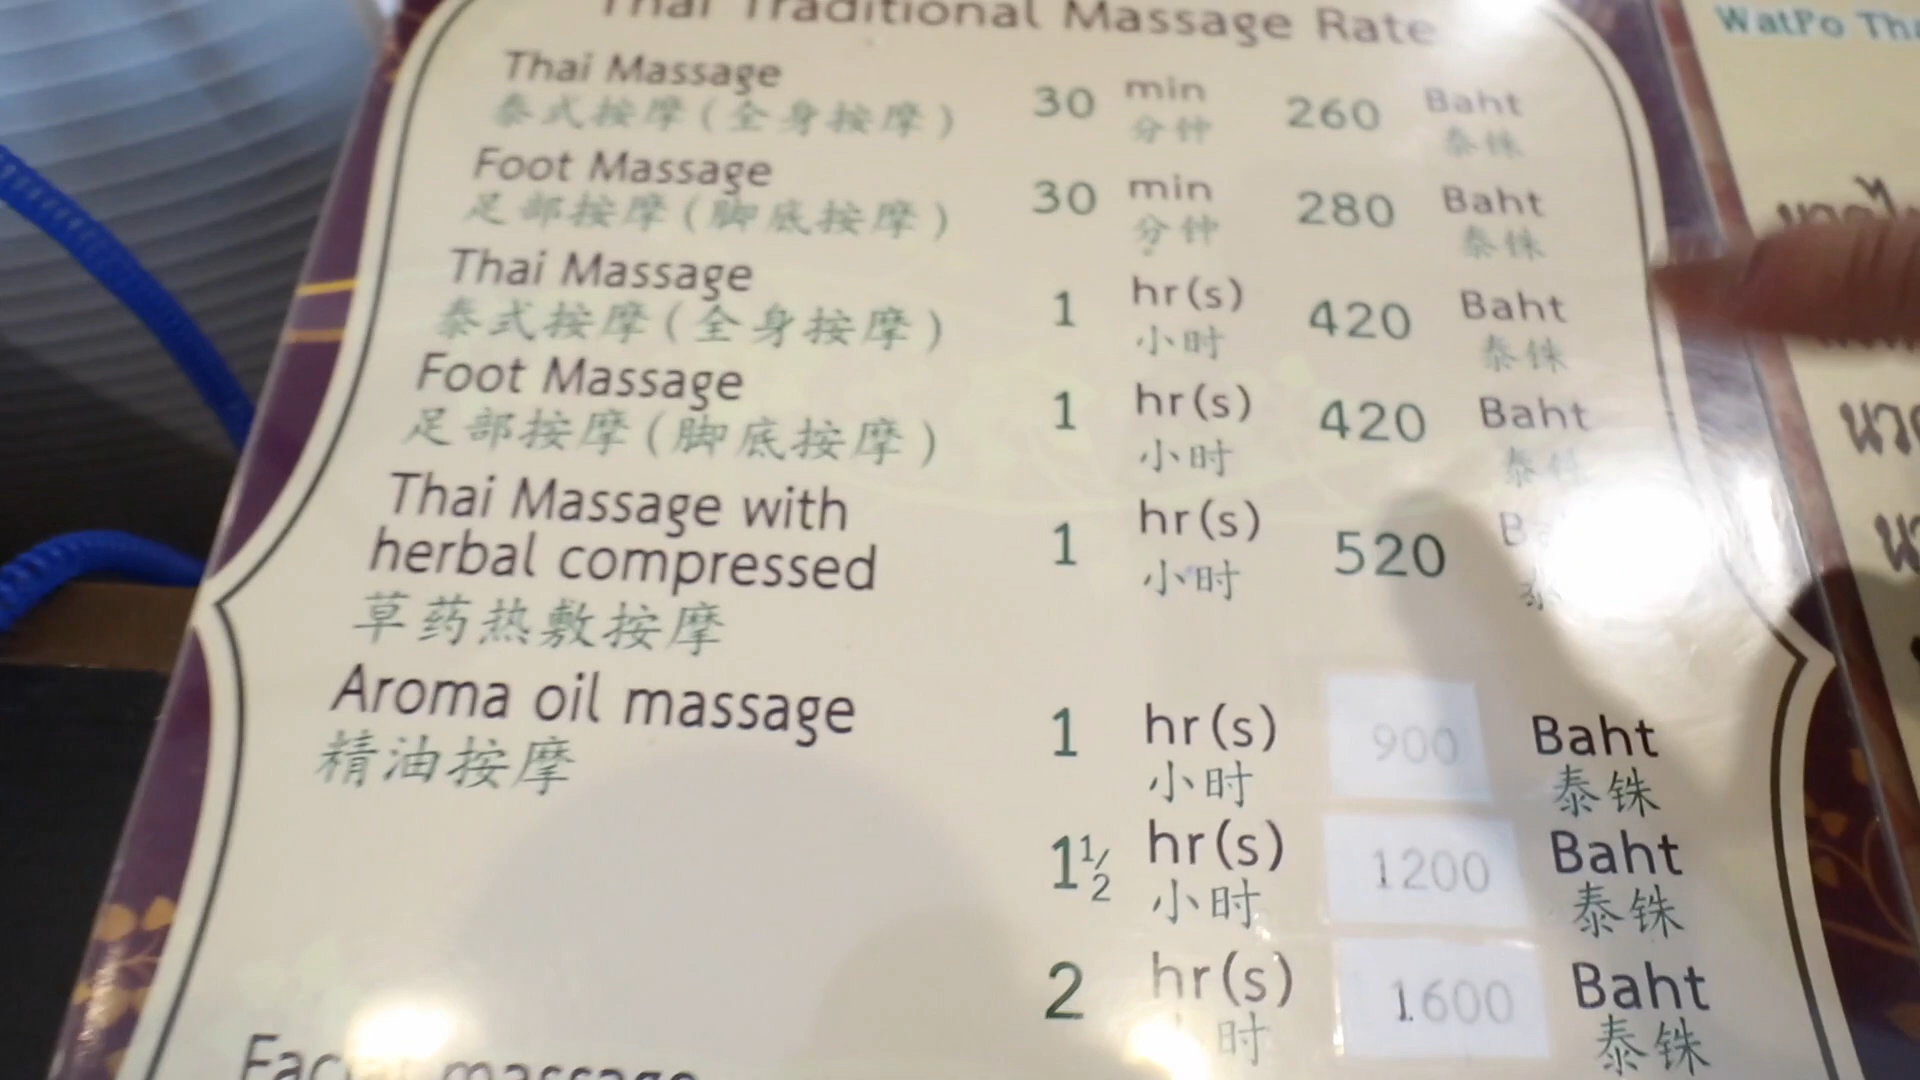 Thai Traditional Massage Rate
Thai Massage 30 min 260 Baht
泰式按摩(全身按摩) 分钟 泰铢
Foot Massage 30 min 280 Baht
足部按摩(脚底按摩) 分钟 泰铢
Thai Massage 1 hr(s) 420 Baht
泰式按摩(全身按摩) 小时 泰铢
Foot Massage 1 hr(s) 420 Baht
足部按摩(脚底按摩) 小时 泰铢
Thai Massage with
herbal compressed 1 hr(s) 520
草药热敷按摩 小时
Aroma oil massage 1 hr(s) 900 Baht
精油按摩 小时 泰铢
1½ hr(s) 1200 Baht
小时 泰铢
2 hr(s) 1600 Baht
小时 泰铢
massage
WatPo